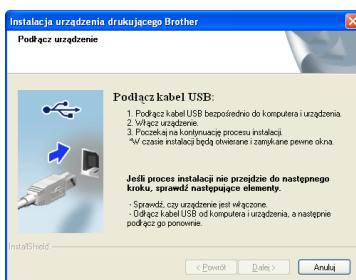 Instalacja urządzenia drukującego Brother
Podłącz urządzenie
Podłącz kabel USB:
1. Podłącz kabel USB bezpośrednio do komputera i urządzenia.
2. Włącz urządzenie.
3. Poczekaj na kontynuację procesu instalacji.
*W czasie instalacji będą otwierane i zamykane pewne okna.
Jeśli proces instalacji nie przejdzie do następnego
kroku, sprawdź następujące elementy.
- Sprawdź, czy urządzenie jest włączone.
- Odłącz kabel USB od komputera i urządzenia, a następnie
podłącz go ponownie.
InstallShield
< Powrót Dalej > Anuluj